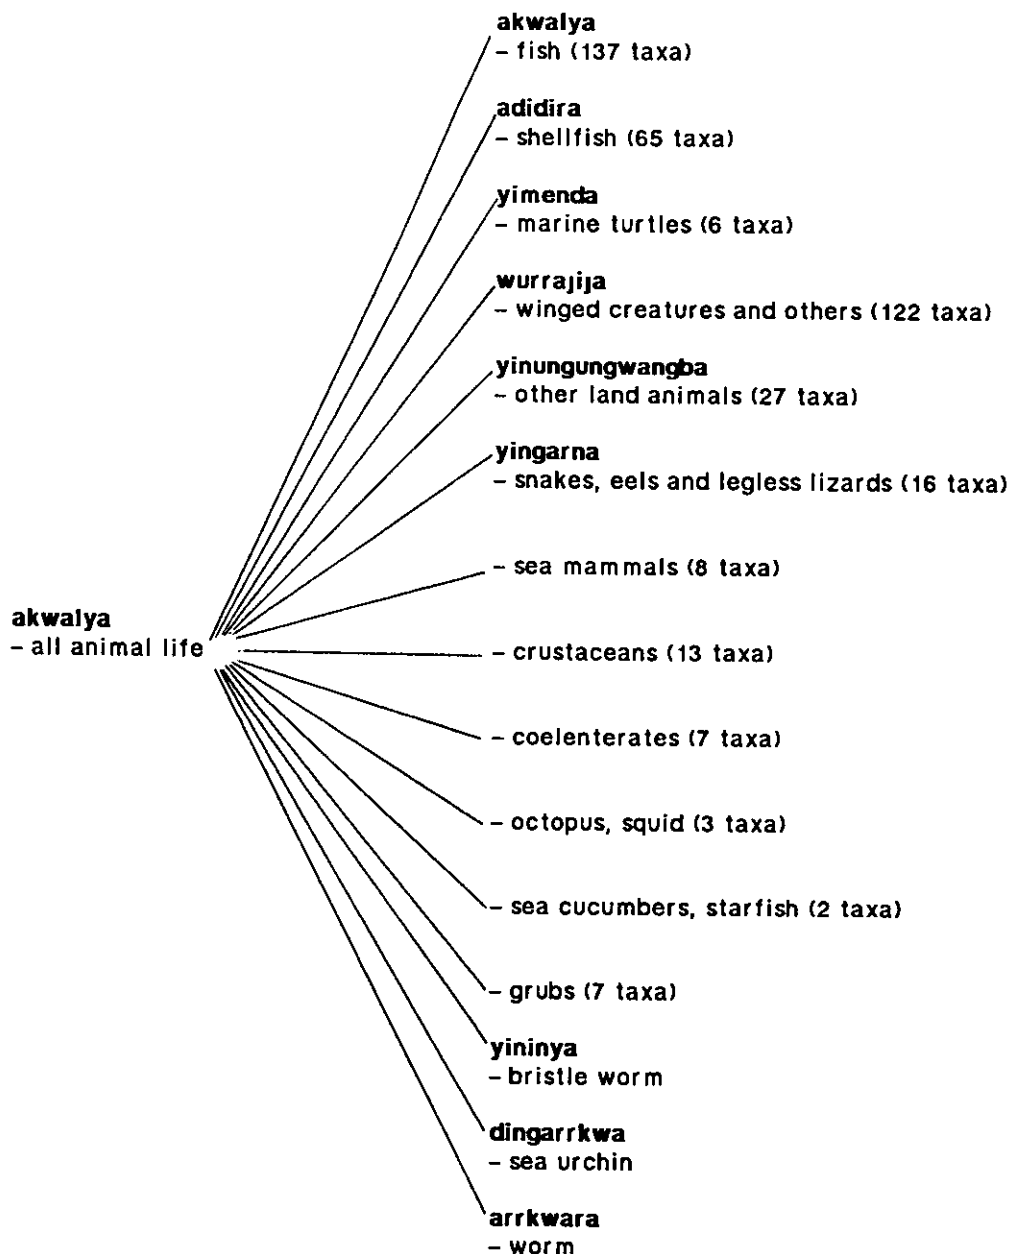 akwalya
– fish (137 taxa)
adidira
– shellfish (65 taxa)
yimenda
– marine turtles (6 taxa)
wurrajija
– winged creatures and others (122 taxa)
yinungungwangba
– other land animals (27 taxa)
yingarna
– snakes, eels and legless lizards (16 taxa)
– sea mammals (8 taxa)
akwalya
– all animal life
– crustaceans (13 taxa)
– coelenterates (7 taxa)
– octopus, squid (3 taxa)
– sea cucumbers, starfish (2 taxa)
– grubs (7 taxa)
yininya
– bristle worm
dingarrkwa
– sea urchin
arrkwara
– worm